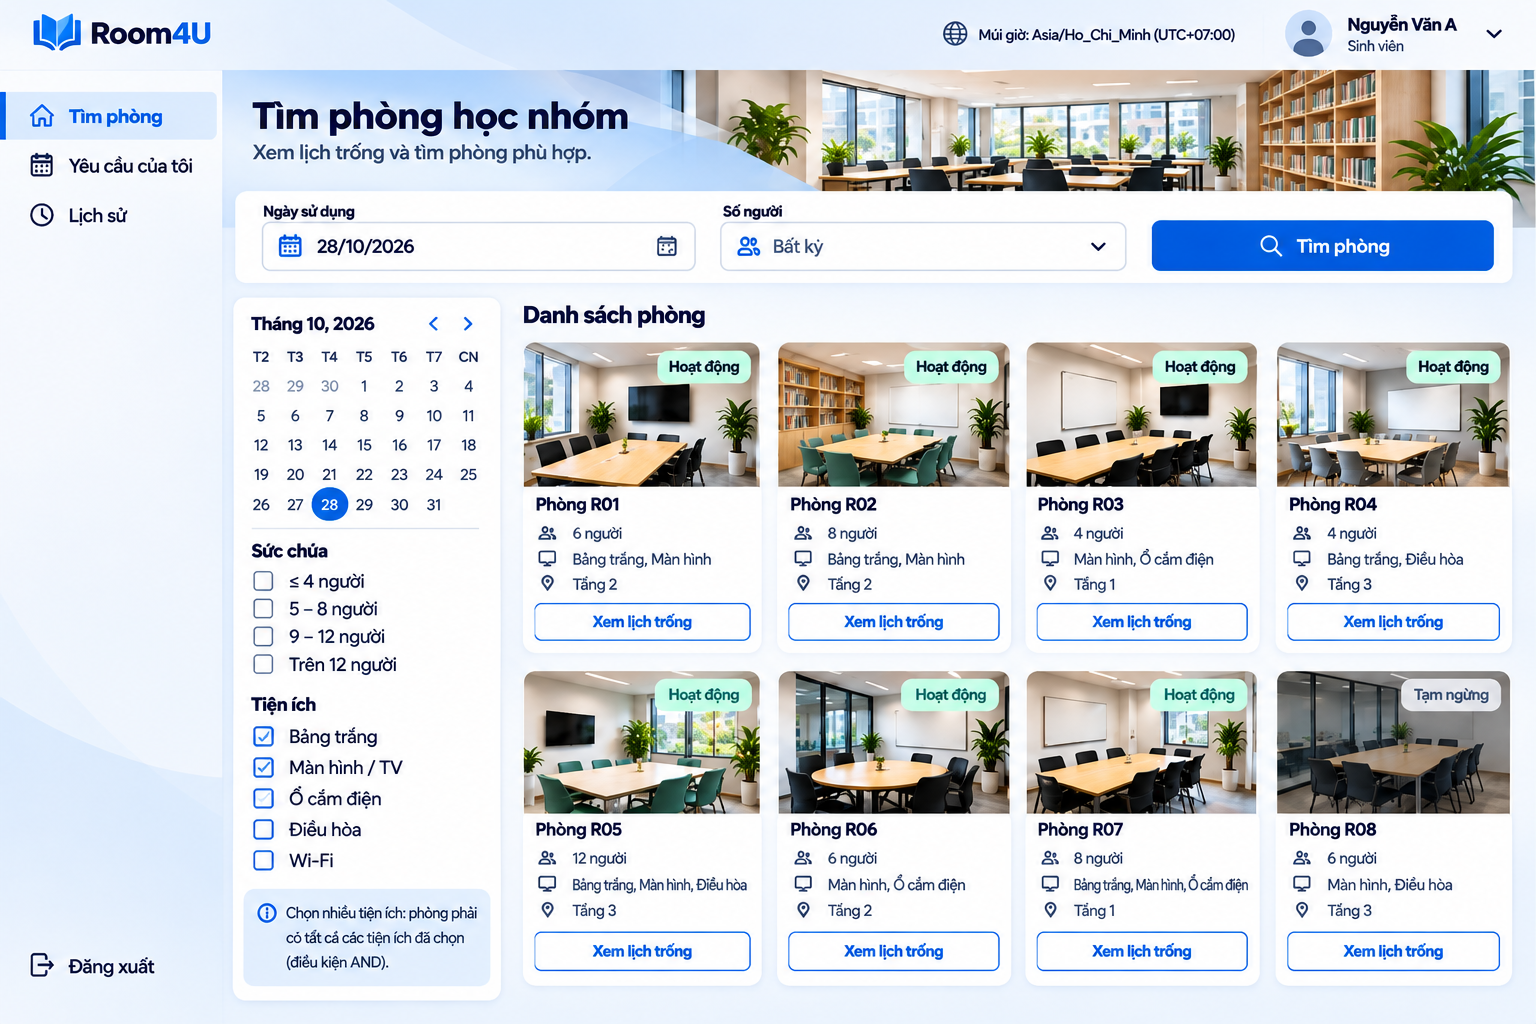 Room4U
Múi giờ: Asia/Ho_Chi_Minh (UTC+07:00)
Nguyễn Văn A
Sinh viên
Tìm phòng
Yêu cầu của tôi
Lịch sử
Đăng xuất
Tìm phòng học nhóm
Xem lịch trống và tìm phòng phù hợp.
Ngày sử dụng
28/10/2026
Số người
Bất kỳ
Tìm phòng
Tháng 10, 2026
T2 T3 T4 T5 T6 T7 CN
28 29 30 1 2 3 4
5 6 7 8 9 10 11
12 13 14 15 16 17 18
19 20 21 22 23 24 25
26 27 28 29 30 31
Sức chứa
≤ 4 người
5 – 8 người
9 – 12 người
Trên 12 người
Tiện ích
Bảng trắng
Màn hình / TV
Ổ cắm điện
Điều hòa
Wi-Fi
Chọn nhiều tiện ích: phòng phải
có tất cả các tiện ích đã chọn
(điều kiện AND).
Danh sách phòng
Hoạt động
Phòng R01
6 người
Bảng trắng, Màn hình
Tầng 2
Xem lịch trống
Hoạt động
Phòng R02
8 người
Bảng trắng, Màn hình
Tầng 2
Xem lịch trống
Hoạt động
Phòng R03
4 người
Màn hình, Ổ cắm điện
Tầng 1
Xem lịch trống
Hoạt động
Phòng R04
4 người
Bảng trắng, Điều hòa
Tầng 3
Xem lịch trống
Hoạt động
Phòng R05
12 người
Bảng trắng, Màn hình, Điều hòa
Tầng 3
Xem lịch trống
Hoạt động
Phòng R06
6 người
Màn hình, Ổ cắm điện
Tầng 2
Xem lịch trống
Hoạt động
Phòng R07
8 người
Bảng trắng, Màn hình, Ổ cắm điện
Tầng 1
Xem lịch trống
Tạm ngừng
Phòng R08
6 người
Màn hình, Điều hòa
Tầng 3
Xem lịch trống